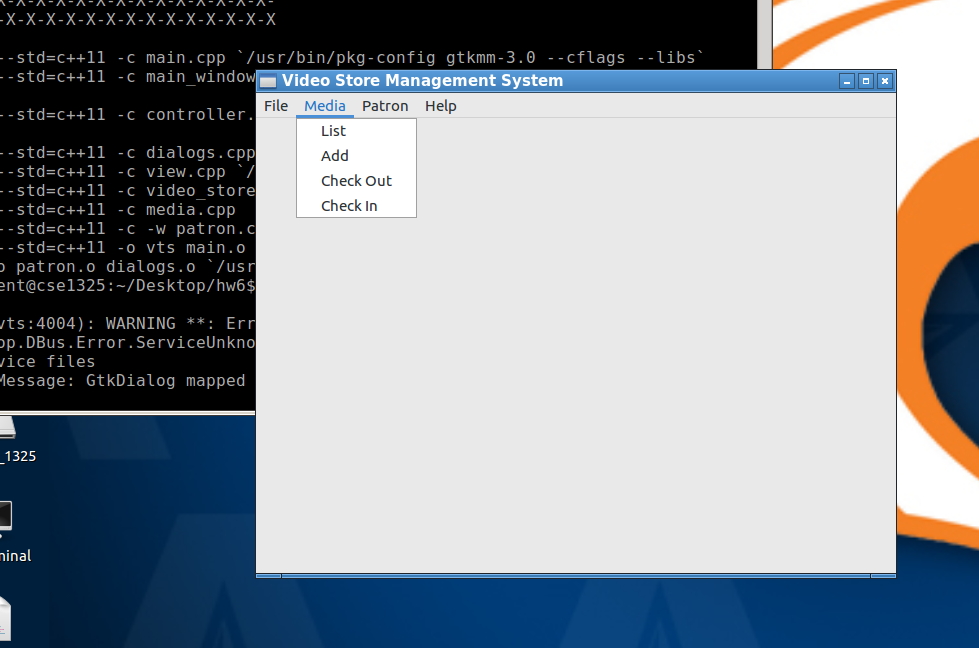 -X-X-X-X-X-X-X-X-X-X-X-X-X-
-X-X-X-X-X-X-X-X-X-X-X-X-X-X
--std=c++11 -c main.cpp `/usr/bin/pkg-config gtkmm-3.0 --cflags --libs`
--std=c++11 -c main_window
Video Store Management System
File Media Patron Help
--std=c++11 -c controller.
List
Add
Check Out
Check In
--std=c++11 -c dialogs.cpp
--std=c++11 -c view.cpp `/
--std=c++11 -c video_store
--std=c++11 -c media.cpp
--std=c++11 -c -w patron.c
--std=c++11 -o vts main.o
o patron.o dialogs.o `/usr
ent@cse1325:~/Desktop/hw6$
vts:4004): WARNING **: Err
op.DBus.Error.ServiceUnkno
vice files
Message: GtkDialog mapped
_1325
minal